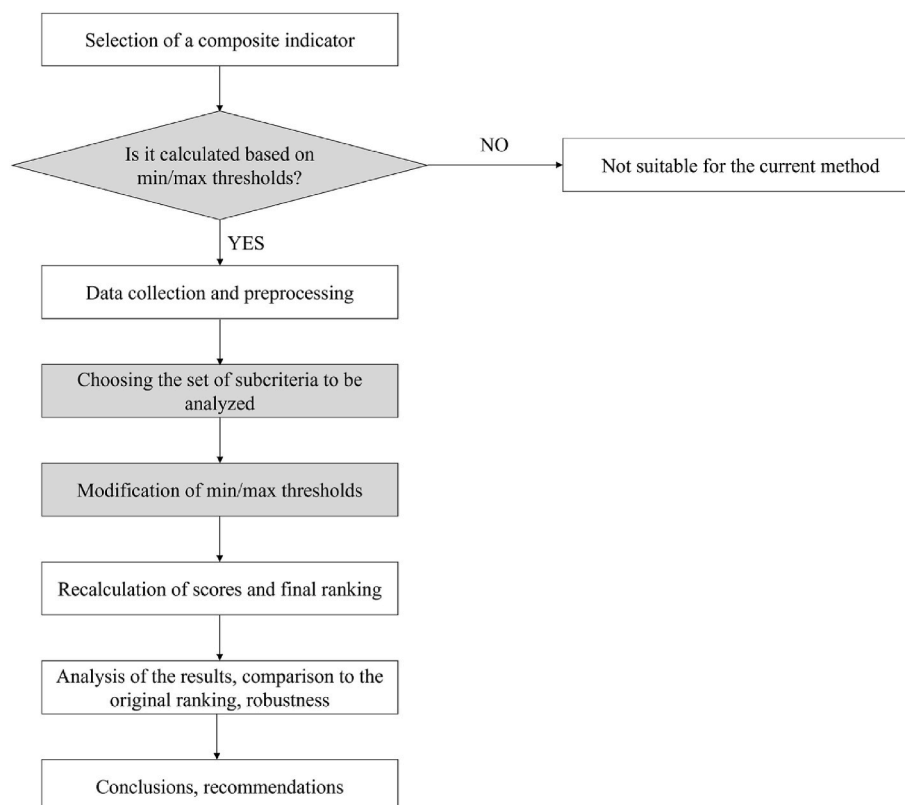 Selection of a composite indicator
Is it calculated based on
min/max thresholds?
NO
Not suitable for the current method
YES
Data collection and preprocessing
Choosing the set of subcriteria to be
analyzed
Modification of min/max thresholds
Recalculation of scores and final ranking
Analysis of the results, comparison to the
original ranking, robustness
Conclusions, recommendations